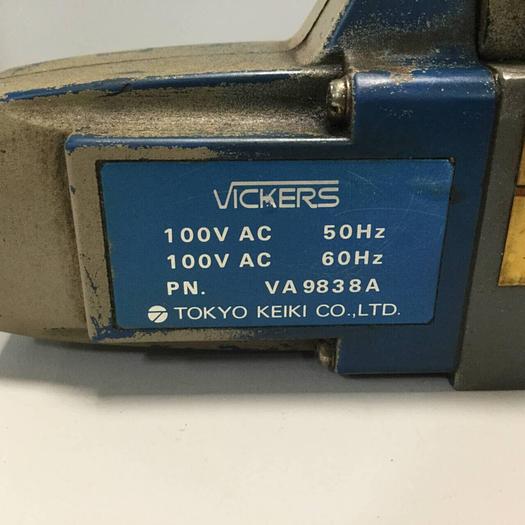 VICKERS
100V AC 50Hz
100V AC 60Hz
PN. VA9838A
TOKYO KEIKI CO.,LTD.